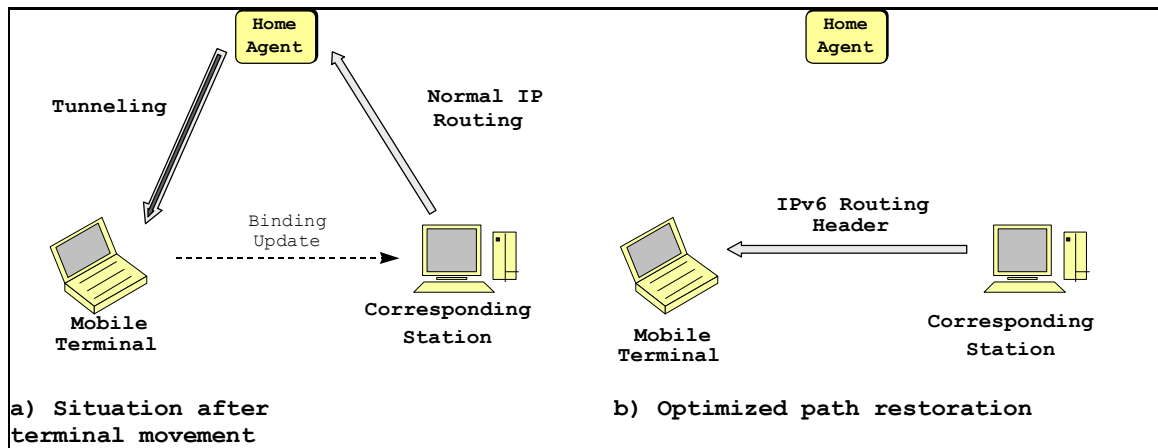 Home
Agent
Tunneling
Normal IP
Routing
Binding
Update
Mobile
Terminal
Corresponding
Station
a) Situation after
terminal movement
Home
Agent
IPv6 Routing
Header
Mobile
Terminal
Corresponding
Station
b) Optimized path restoration